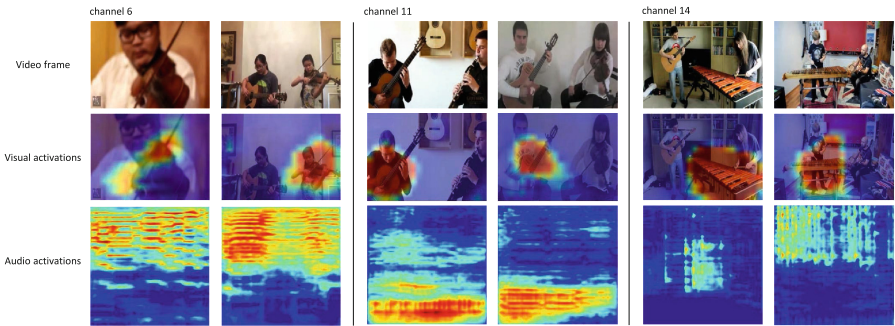 channel 6
channel 11
channel 14
Video frame
Visual activations
Audio activations